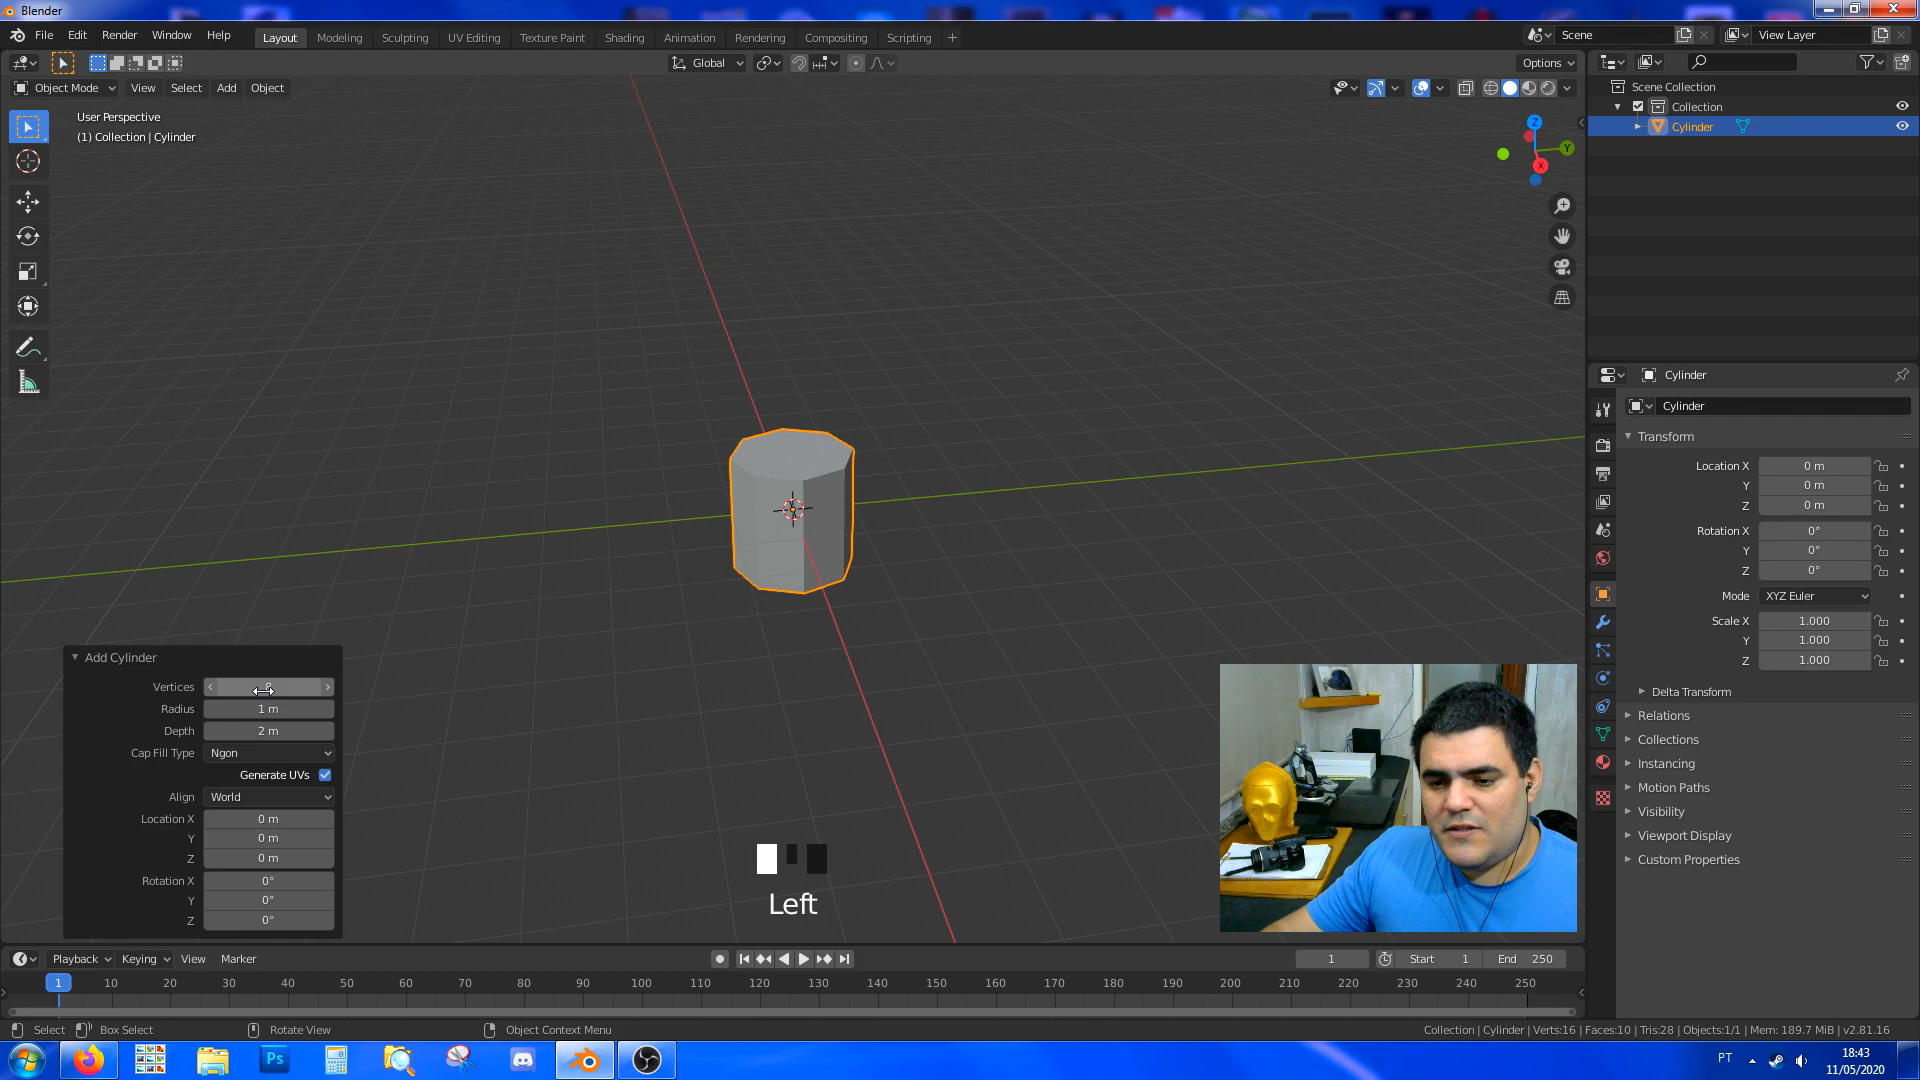 Blender
File Edit Render Window Help
Layout Modeling Sculpting UV Editing Texture Paint Shading Animation Rendering Compositing Scripting +
Scene
View Layer
Global
Options
Object Mode View Select Add Object
User Perspective
(1) Collection | Cylinder
Z
Y
X
Scene Collection
Collection
Cylinder
Cylinder
Cylinder
Transform
Location X 0 m
Y 0 m
Z 0 m
Rotation X 0°
Y 0°
Z 0°
Mode XYZ Euler
Scale X 1.000
Y 1.000
Z 1.000
Delta Transform
Relations
Collections
Instancing
Motion Paths
Visibility
Viewport Display
Custom Properties
Add Cylinder
Vertices
Radius 1 m
Depth 2 m
Cap Fill Type Ngon
Generate UVs
Align World
Location X 0 m
Y 0 m
Z 0 m
Rotation X 0°
Y 0°
Z 0°
Left
Playback Keying View Marker
1 Start 1 End 250
1 10 20 30 40 50 60 70 80 90 100 110 120 130 140 150 160 170 180 190 200 210 220 230 240 250
Select Box Select Rotate View Object Context Menu
Collection | Cylinder | Verts:16 | Faces:10 | Tris:28 | Objects:1/1 | Mem: 189.7 MiB | v2.81.16
Ps
PT
18:43
11/05/2020